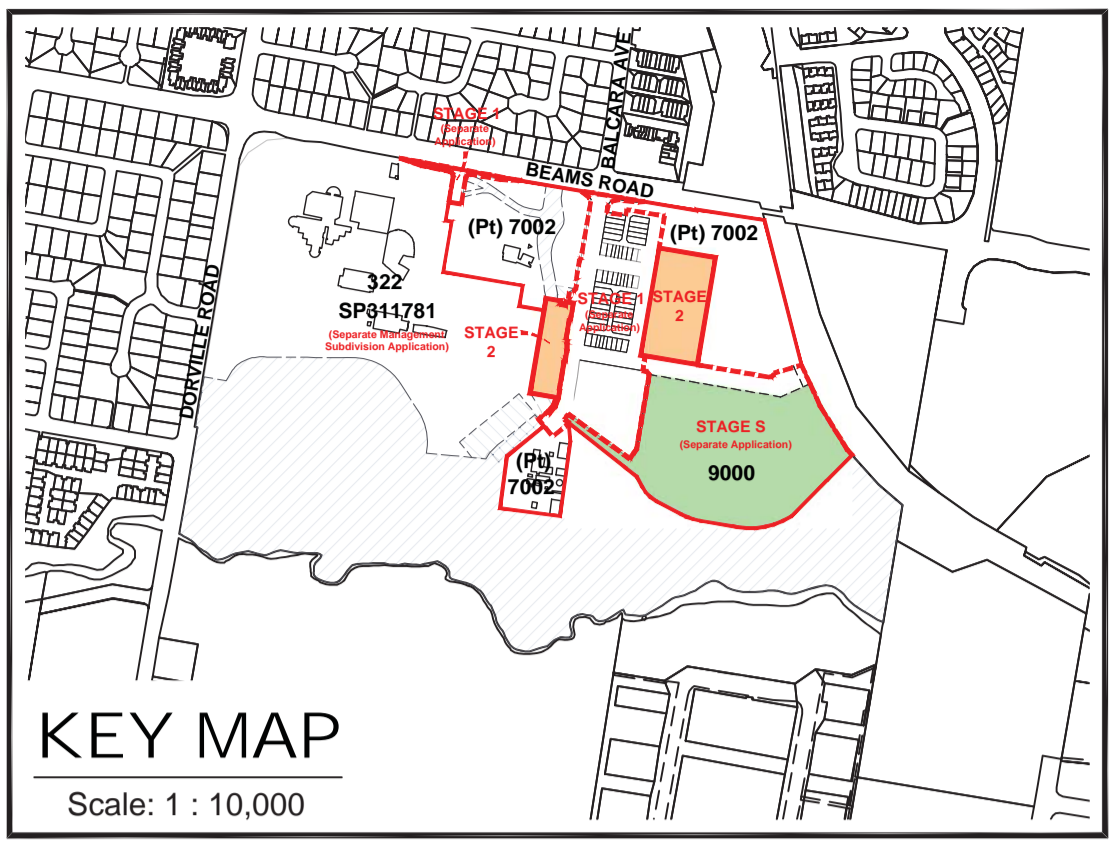 STAGE 1
(Separate
Application)
BALCARA AVE
BEAMS ROAD
(Pt) 7002
(Pt) 7002
322
SP311781
(Separate Management
Subdivision Application)
DORVILLE ROAD
STAGE 1
(Separate
Application)
STAGE
2
STAGE
2
STAGE S
(Separate Application)
9000
(Pt)
7002
KEY MAP
Scale: 1 : 10,000